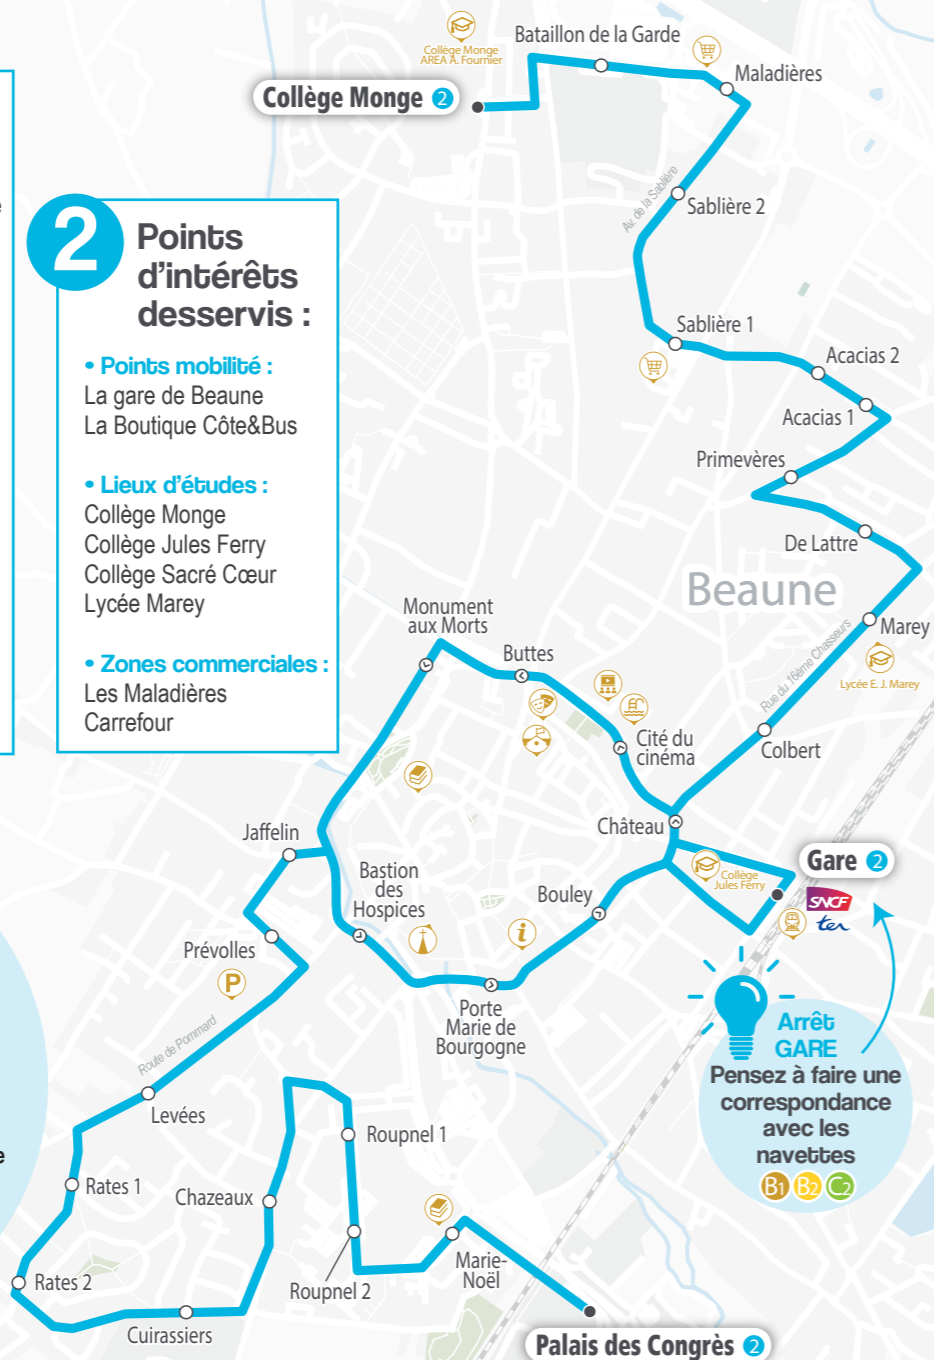 Collège Monge
AREA A. Fournier
Bataillon de la Garde
Maladières
Collège Monge 2
Av. de la Sablière
Sablière 2
2
Points
d'intérêts
desservis :
• Points mobilité :
La gare de Beaune
La Boutique Côte&Bus
• Lieux d'études :
Collège Monge
Collège Jules Ferry
Collège Sacré Cœur
Lycée Marey
• Zones commerciales :
Les Maladières
Carrefour
Sablière 1
Acacias 2
Acacias 1
Primevères
De Lattre
Beaune
Marey
Lycée E. J. Marey
Rue du 16ème Chasseurs
Colbert
Monument
aux Morts
Buttes
Cité du
cinéma
Château
Collège
Jules Ferry
Gare 2
SNCF
ter
Jaffelin
Bastion
des
Hospices
Bouley
i
Prévolles
P
Porte
Marie de
Bourgogne
Route de Pommard
Levées
Arrêt
GARE
Pensez à faire une
correspondance
avec les
navettes
B1 B2 C2
Roupnel 1
Rates 1
Chazeaux
Rates 2
Roupnel 2
Marie-
Noël
Cuirassiers
Palais des Congrès 2
e
e